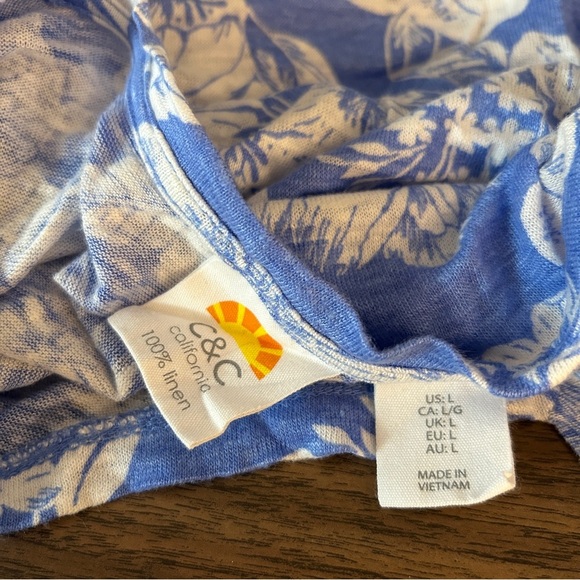 C&C
california
100% linen
US: L
CA: L/G
UK: L
EU: L
AU: L
MADE IN
VIETNAM